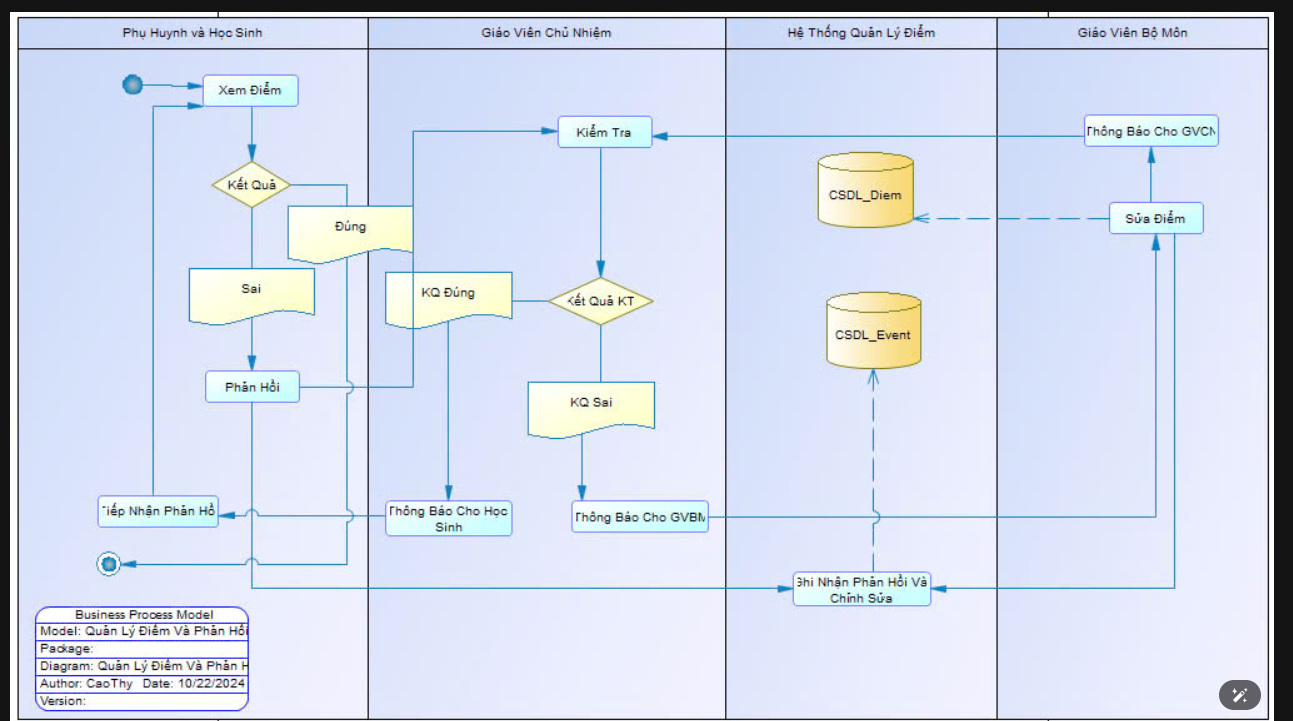 Phụ Huynh và Học Sinh
Giáo Viên Chủ Nhiệm
Hệ Thống Quản Lý Điểm
Giáo Viên Bộ Môn
Xem Điểm
Kiểm Tra
Thông Báo Cho GVCN
Kết Quả
CSDL_Diem
Sửa Điểm
Đúng
Sai
KQ Đúng
Kết Quả KT
CSDL_Event
Phản Hồi
KQ Sai
Tiếp Nhận Phản Hồ
Thông Báo Cho Học
Sinh
Thông Báo Cho GVBM
Ghi Nhận Phản Hồi Và
Chỉnh Sửa
Business Process Model
Model: Quản Lý Điểm Và Phản Hồi
Package:
Diagram: Quản Lý Điểm Và Phản H
Author: CaoThy Date: 10/22/2024
Version: